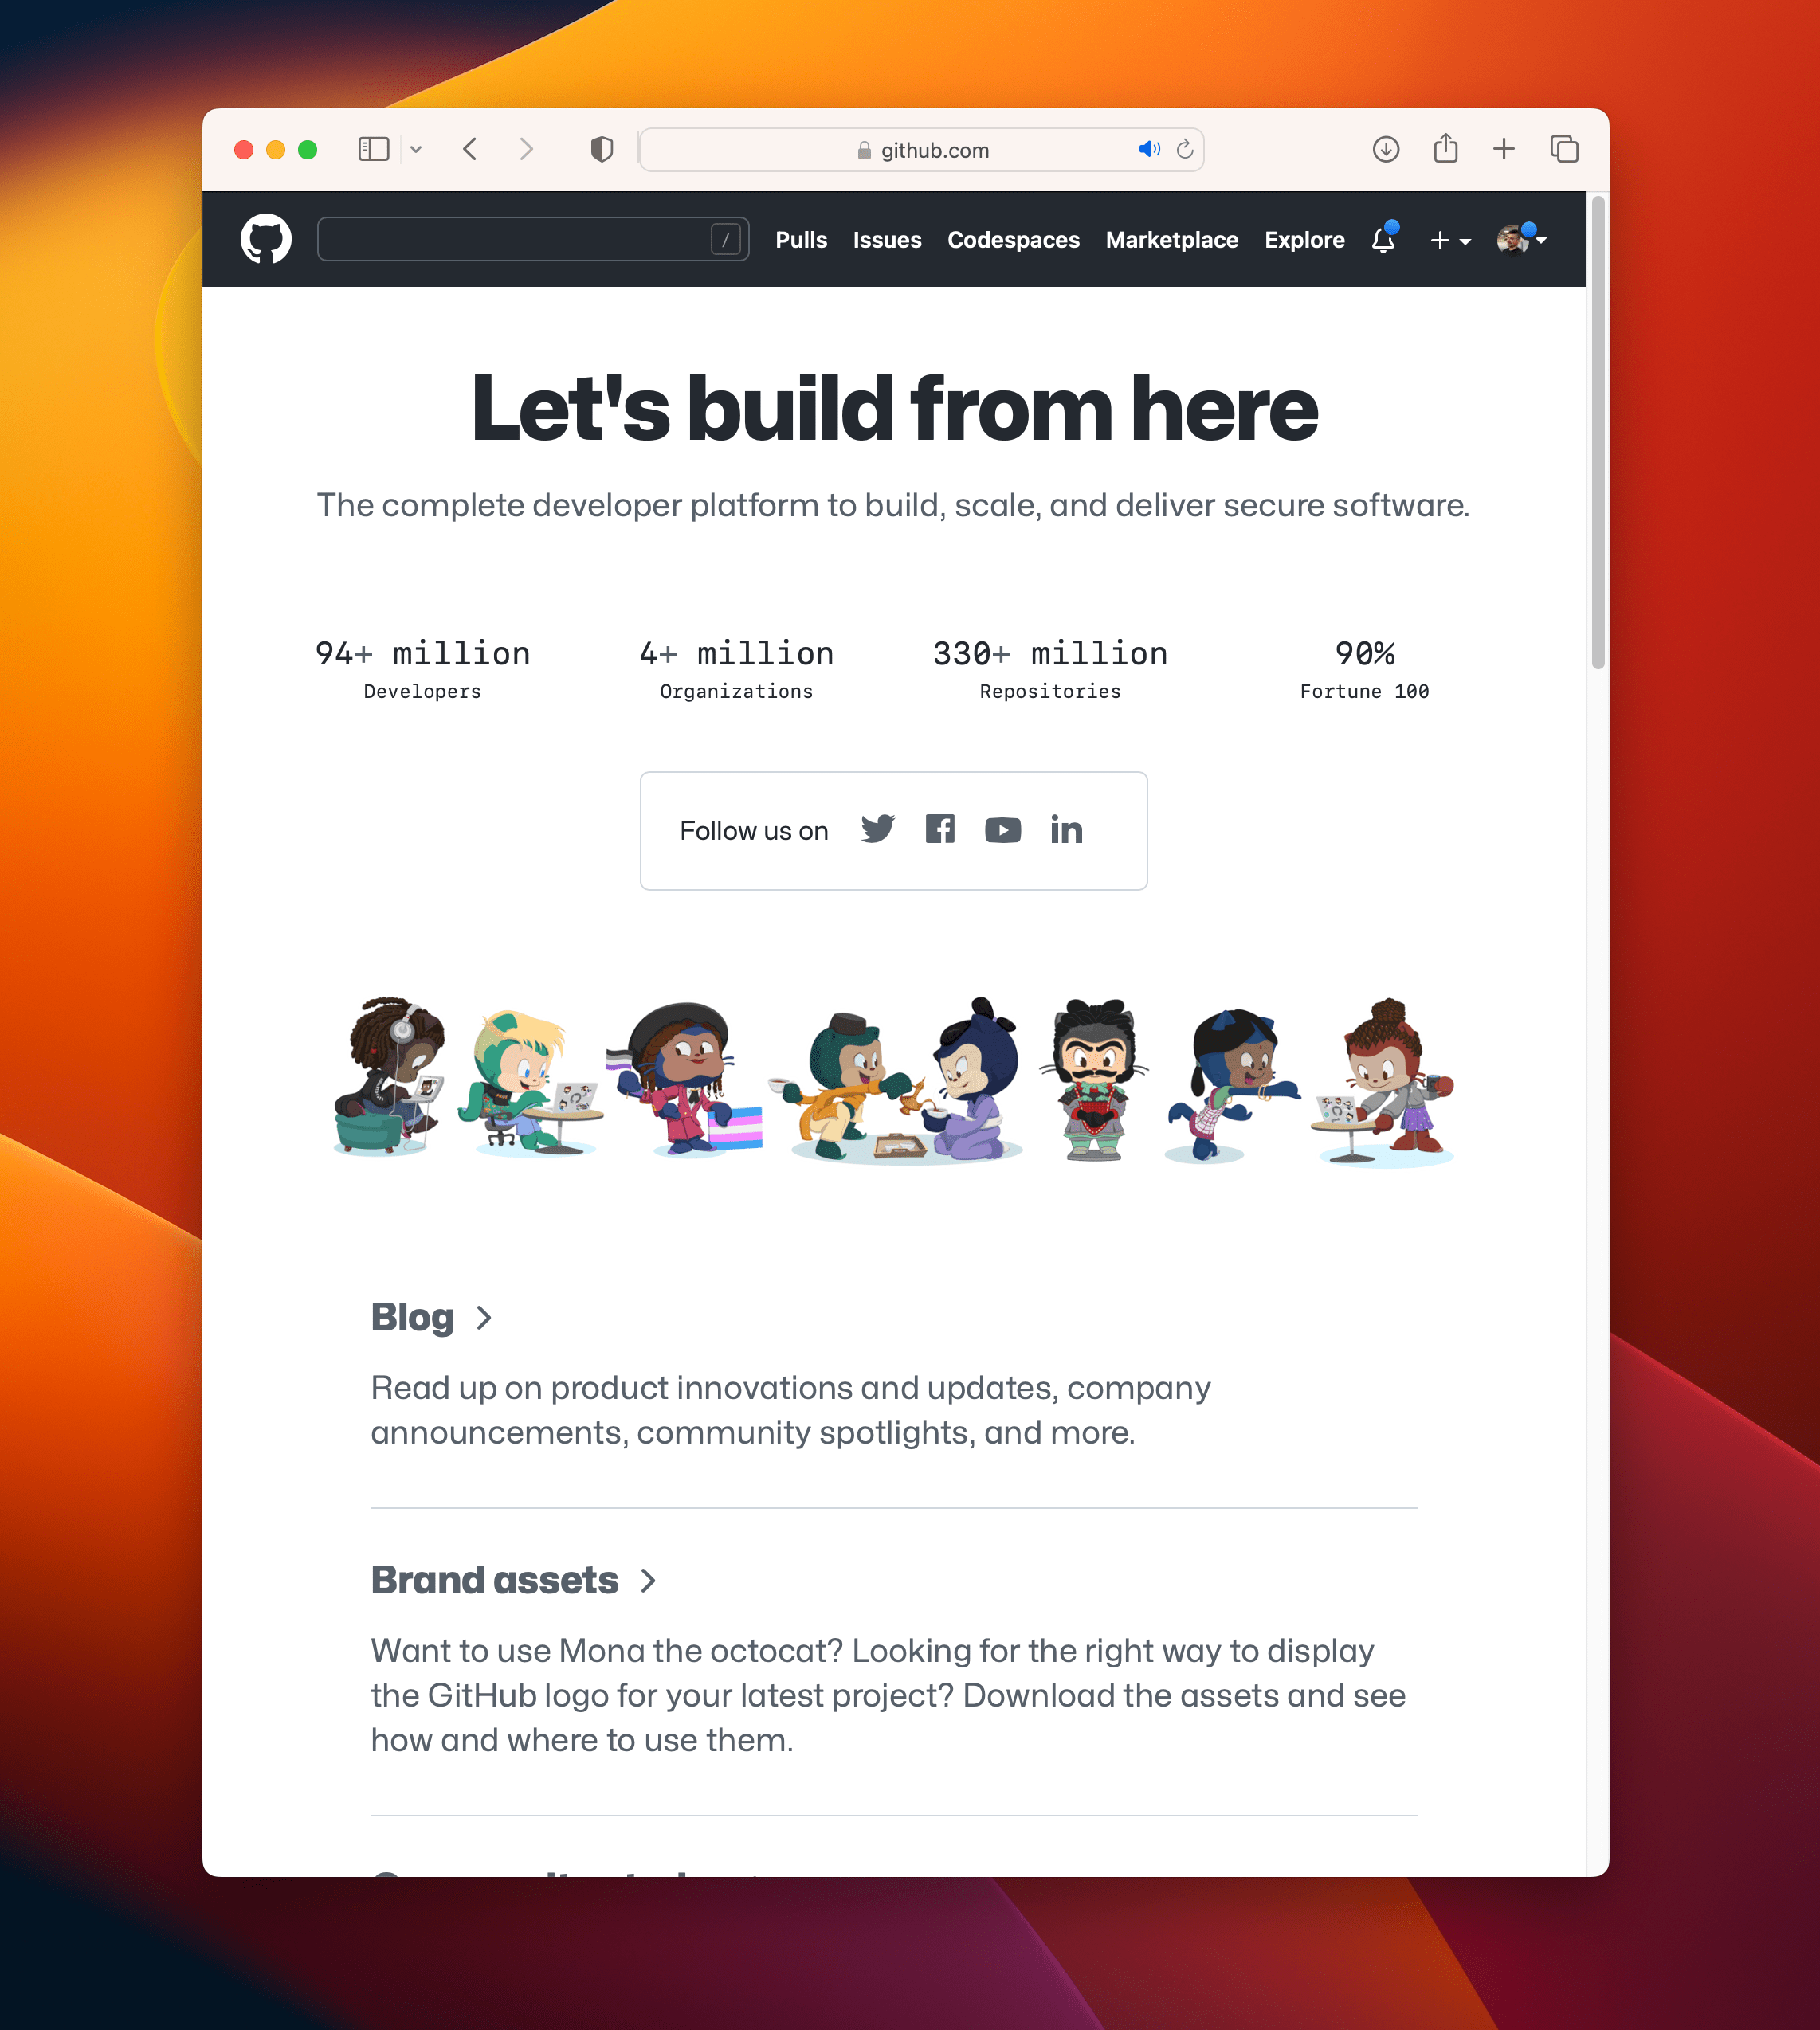 github.com
/
Pulls
Issues
Codespaces
Marketplace
Explore
Let's build from here
The complete developer platform to build, scale, and deliver secure software.
94+ million
Developers
4+ million
Organizations
330+ million
Repositories
90%
Fortune 100
Follow us on
Blog
Read up on product innovations and updates, company
announcements, community spotlights, and more.
Brand assets
Want to use Mona the octocat? Looking for the right way to display
the GitHub logo for your latest project? Download the assets and see
how and where to use them.